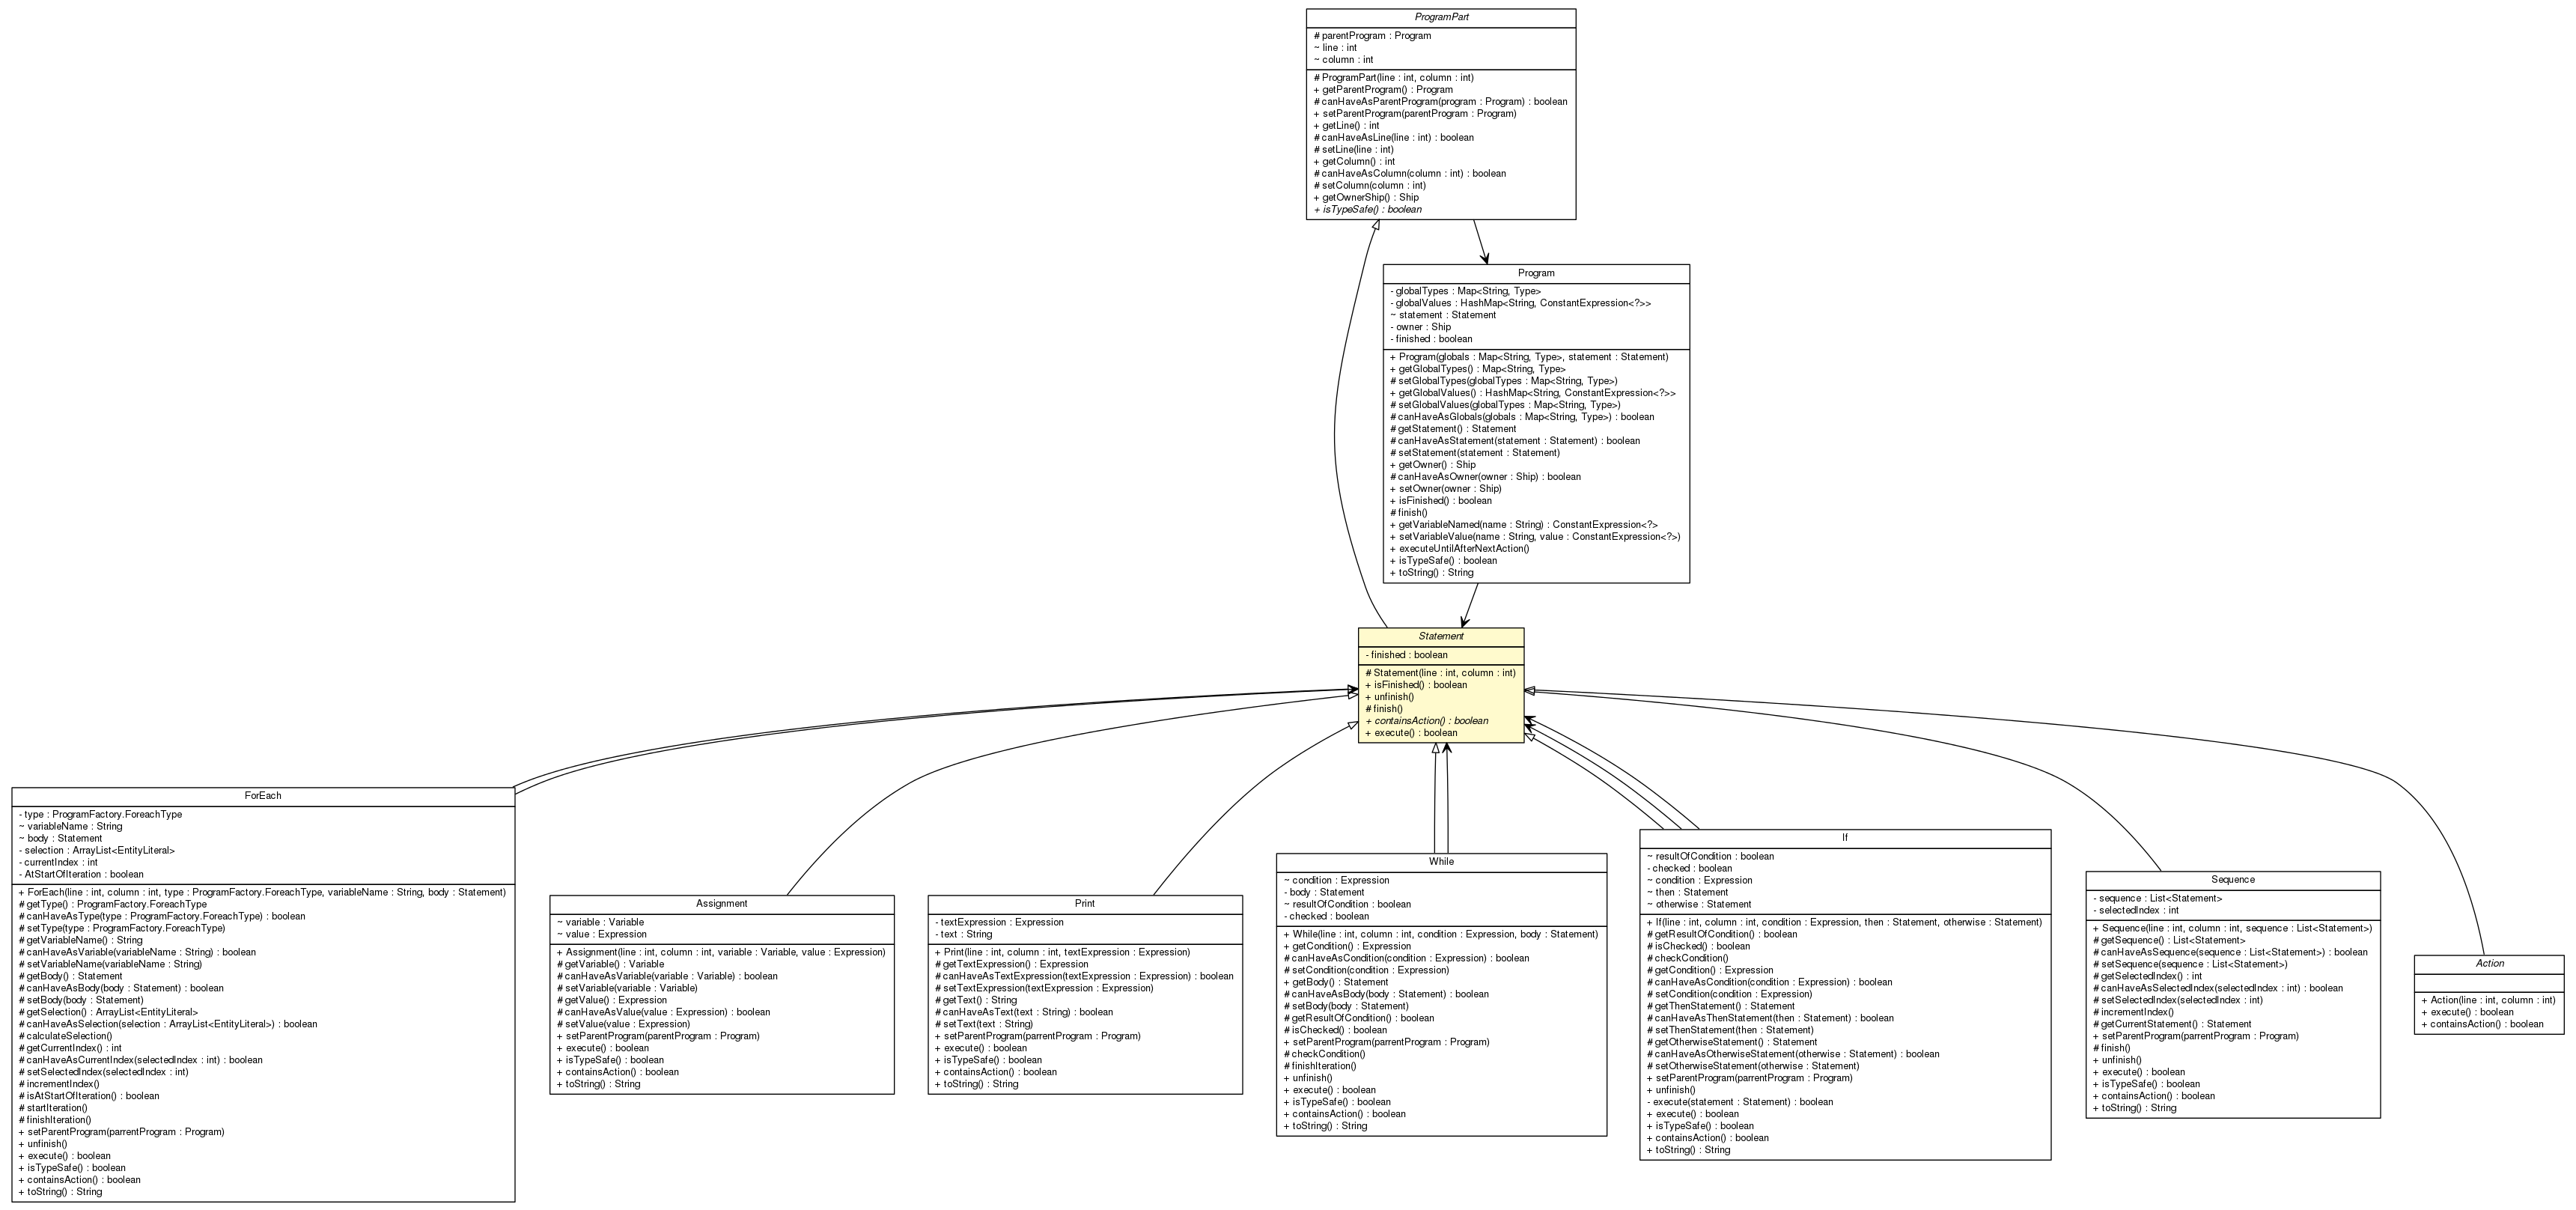 ProgramPart
# parentProgram : Program
~ line : int
~ column : int
# ProgramPart(line : int, column : int)
+ getParentProgram() : Program
# canHaveAsParentProgram(program : Program) : boolean
+ setParentProgram(parentProgram : Program)
+ getLine() : int
# canHaveAsLine(line : int) : boolean
# setLine(line : int)
+ getColumn() : int
# canHaveAsColumn(column : int) : boolean
# setColumn(column : int)
+ getOwnerShip() : Ship
+ isTypeSafe() : boolean
Program
- globalTypes : Map<String, Type>
- globalValues : HashMap<String, ConstantExpression<?>>
~ statement : Statement
- owner : Ship
- finished : boolean
+ Program(globals : Map<String, Type>, statement : Statement)
+ getGlobalTypes() : Map<String, Type>
# setGlobalTypes(globalTypes : Map<String, Type>)
+ getGlobalValues() : HashMap<String, ConstantExpression<?>>
# setGlobalValues(globalTypes : Map<String, Type>)
# canHaveAsGlobals(globals : Map<String, Type>) : boolean
# getStatement() : Statement
# canHaveAsStatement(statement : Statement) : boolean
# setStatement(statement : Statement)
+ getOwner() : Ship
# canHaveAsOwner(owner : Ship) : boolean
+ setOwner(owner : Ship)
+ isFinished() : boolean
# finish()
+ getVariableNamed(name : String) : ConstantExpression<?>
+ setVariableValue(name : String, value : ConstantExpression<?>)
+ executeUntilAfterNextAction()
+ isTypeSafe() : boolean
+ toString() : String
Statement
- finished : boolean
# Statement(line : int, column : int)
+ isFinished() : boolean
+ unfinish()
# finish()
+ containsAction() : boolean
+ execute() : boolean
ForEach
- type : ProgramFactory.ForeachType
~ variableName : String
~ body : Statement
- selection : ArrayList<EntityLiteral>
- currentIndex : int
- AtStartOfIteration : boolean
+ ForEach(line : int, column : int, type : ProgramFactory.ForeachType, variableName : String, body : Statement)
# getType() : ProgramFactory.ForeachType
# canHaveAsType(type : ProgramFactory.ForeachType) : boolean
# setType(type : ProgramFactory.ForeachType)
# getVariableName() : String
# canHaveAsVariable(variableName : String) : boolean
# setVariableName(variableName : String)
# getBody() : Statement
# canHaveAsBody(body : Statement) : boolean
# setBody(body : Statement)
# getSelection() : ArrayList<EntityLiteral>
# canHaveAsSelection(selection : ArrayList<EntityLiteral>) : boolean
# calculateSelection()
# getCurrentIndex() : int
# canHaveAsCurrentIndex(selectedIndex : int) : boolean
# setSelectedIndex(selectedIndex : int)
# incrementIndex()
# isAtStartOfIteration() : boolean
# startIteration()
# finishIteration()
+ setParentProgram(parrentProgram : Program)
+ unfinish()
+ execute() : boolean
+ isTypeSafe() : boolean
+ containsAction() : boolean
+ toString() : String
Assignment
~ variable : Variable
~ value : Expression
+ Assignment(line : int, column : int, variable : Variable, value : Expression)
# getVariable() : Variable
# canHaveAsVariable(variable : Variable) : boolean
# setVariable(variable : Variable)
# getValue() : Expression
# canHaveAsValue(value : Expression) : boolean
# setValue(value : Expression)
+ setParentProgram(parentProgram : Program)
+ execute() : boolean
+ isTypeSafe() : boolean
+ containsAction() : boolean
+ toString() : String
Print
- textExpression : Expression
- text : String
+ Print(line : int, column : int, textExpression : Expression)
# getTextExpression() : Expression
# canHaveAsTextExpression(textExpression : Expression) : boolean
# setTextExpression(textExpression : Expression)
# getText() : String
# canHaveAsText(text : String) : boolean
# setText(text : String)
+ setParentProgram(parrentProgram : Program)
+ execute() : boolean
+ isTypeSafe() : boolean
+ containsAction() : boolean
+ toString() : String
While
~ condition : Expression
- body : Statement
~ resultOfCondition : boolean
- checked : boolean
+ While(line : int, column : int, condition : Expression, body : Statement)
+ getCondition() : Expression
# canHaveAsCondition(condition : Expression) : boolean
# setCondition(condition : Expression)
+ getBody() : Statement
# canHaveAsBody(body : Statement) : boolean
# setBody(body : Statement)
# getResultOfCondition() : boolean
# isChecked() : boolean
+ setParentProgram(parrentProgram : Program)
# checkCondition()
# finishIteration()
+ unfinish()
+ execute() : boolean
+ isTypeSafe() : boolean
+ containsAction() : boolean
+ toString() : String
If
~ resultOfCondition : boolean
- checked : boolean
~ condition : Expression
~ then : Statement
~ otherwise : Statement
+ If(line : int, column : int, condition : Expression, then : Statement, otherwise : Statement)
# getResultOfCondition() : boolean
# isChecked() : boolean
# checkCondition()
# getCondition() : Expression
# canHaveAsCondition(condition : Expression) : boolean
# setCondition(condition : Expression)
# getThenStatement() : Statement
# canHaveAsThenStatement(then : Statement) : boolean
# setThenStatement(then : Statement)
# getOtherwiseStatement() : Statement
# canHaveAsOtherwiseStatement(otherwise : Statement) : boolean
# setOtherwiseStatement(otherwise : Statement)
+ setParentProgram(parrentProgram : Program)
+ unfinish()
- execute(statement : Statement) : boolean
+ execute() : boolean
+ isTypeSafe() : boolean
+ containsAction() : boolean
+ toString() : String
Sequence
- sequence : List<Statement>
- selectedIndex : int
+ Sequence(line : int, column : int, sequence : List<Statement>)
# getSequence() : List<Statement>
# canHaveAsSequence(sequence : List<Statement>) : boolean
# setSequence(sequence : List<Statement>)
# getSelectedIndex() : int
# canHaveAsSelectedIndex(selectedIndex : int) : boolean
# setSelectedIndex(selectedIndex : int)
# incrementIndex()
# getCurrentStatement() : Statement
+ setParentProgram(parrentProgram : Program)
# finish()
+ unfinish()
+ execute() : boolean
+ isTypeSafe() : boolean
+ containsAction() : boolean
+ toString() : String
Action
+ Action(line : int, column : int)
+ execute() : boolean
+ containsAction() : boolean